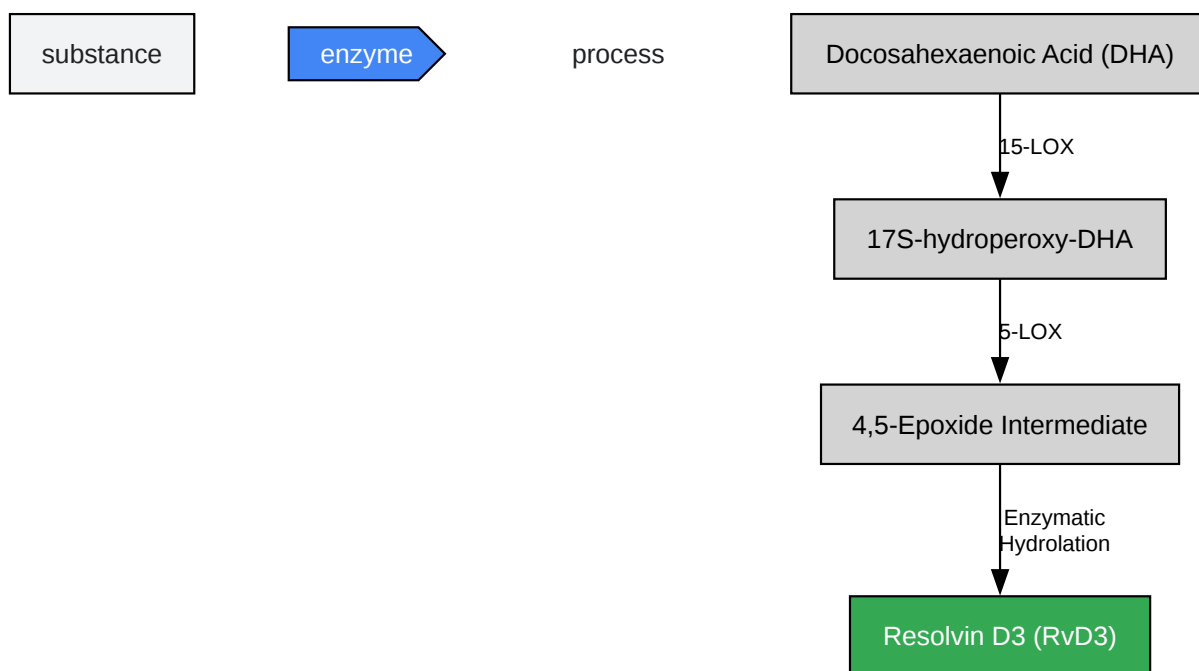 substance
enzyme
process
Docosahexaenoic Acid (DHA)
15-LOX
17S-hydroperoxy-DHA
5-LOX
4,5-Epoxide Intermediate
Enzymatic
Hydrolation
Resolvin D3 (RvD3)